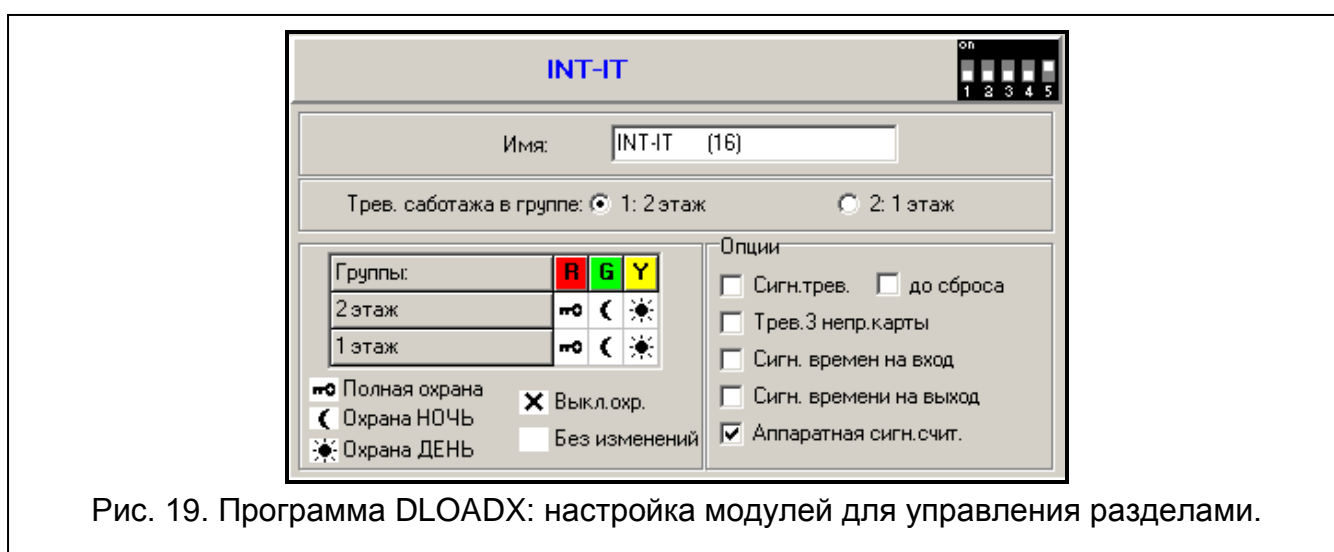 INT-IT
on
1 2 3 4 5
Имя: INT-IT (16)
Трев. саботажа в группе: 1: 2 этаж 2: 1 этаж
Группы: R G Y
2 этаж
1 этаж
Полная охрана
Охрана НОЧЬ
Охрана ДЕНЬ
Выкл.охр.
Без изменений
Опции
Сигн.трев. до сброса
Трев.3 непр.карты
Сигн. времен на вход
Сигн. времени на выход
Аппаратная сигн.счит.
Рис. 19. Программа DLOADX: настройка модулей для управления разделами.